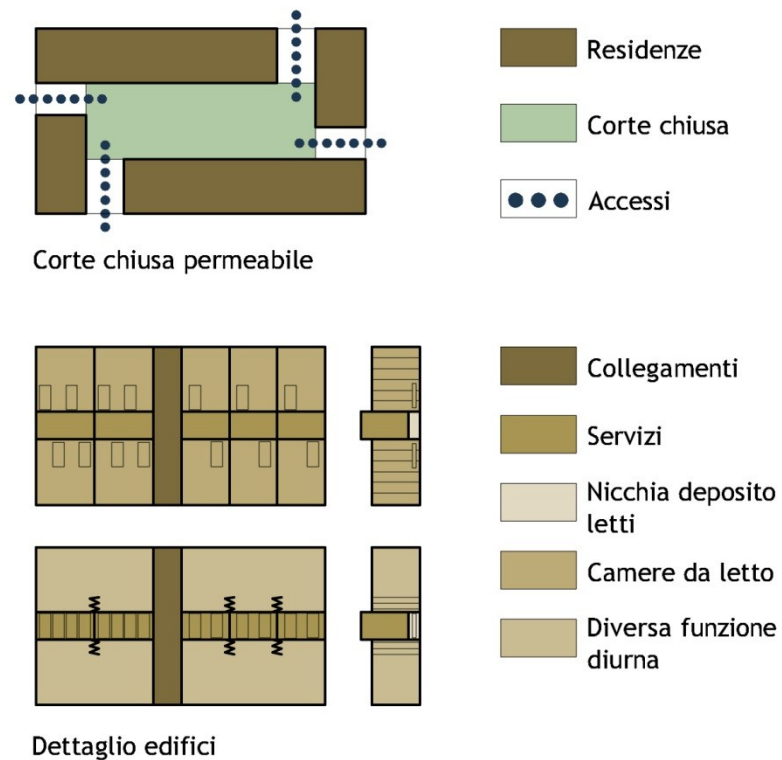 Residenze
Corte chiusa
Accessi
Corte chiusa permeabile
Collegamenti
Servizi
Nicchia deposito
letti
Camere da letto
Diversa funzione
diurna
Dettaglio edifici